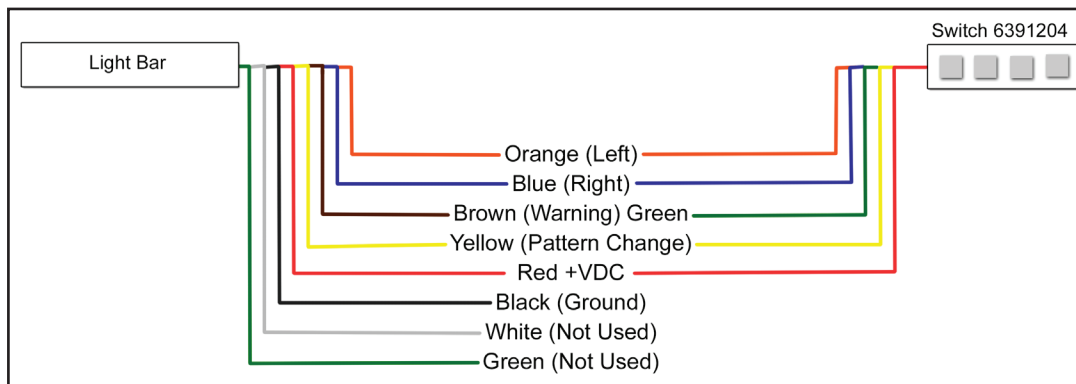 Switch 6391204
Light Bar
Orange (Left)
Blue (Right)
Brown (Warning) Green
Yellow (Pattern Change)
Red +VDC
Black (Ground)
White (Not Used)
Green (Not Used)